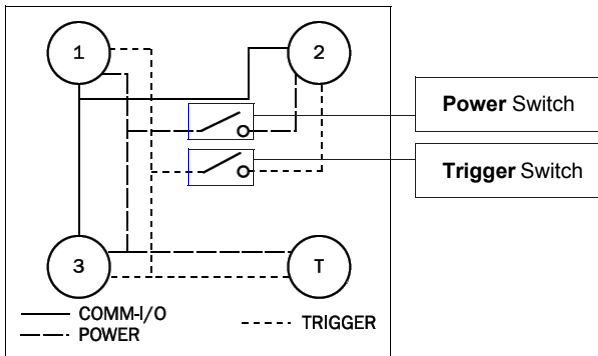 1
2
Power Switch
Trigger Switch
3
T
COMM-I/O
POWER
TRIGGER